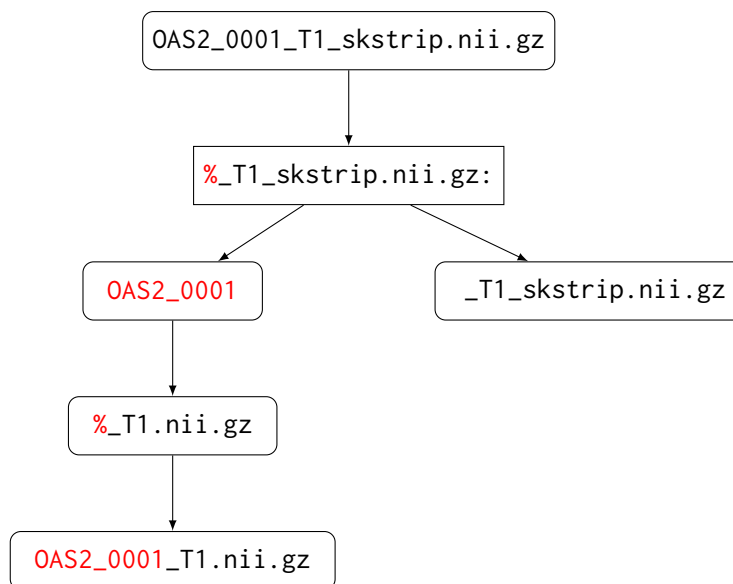 OAS2_0001_T1_skstrip.nii.gz
%_T1_skstrip.nii.gz:
OAS2_0001
_T1_skstrip.nii.gz
%_T1.nii.gz
OAS2_0001_T1.nii.gz